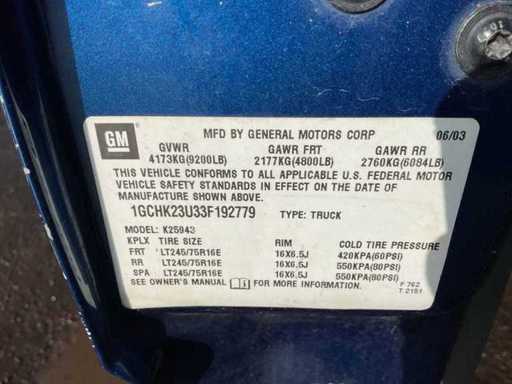 GM
MFD BY GENERAL MOTORS CORP 06/03
GVWR GAWR FRT GAWR RR
4173KG(9200LB) 2177KG(4800LB) 2760KG(6084LB)
THIS VEHICLE CONFORMS TO ALL APPLICABLE U.S. FEDERAL MOTOR
VEHICLE SAFETY STANDARDS IN EFFECT ON THE DATE OF
MANUFACTURE SHOWN ABOVE.
1GCHK23U33F192779 TYPE: TRUCK
MODEL: K25943
KPLX TIRE SIZE RIM COLD TIRE PRESSURE
FRT LT245/75R16E 16X6.5J 420KPA(60PSI)
RR LT245/75R16E 16X6.5J 550KPA(80PSI)
SPA LT245/75R16E 16X6.5J 550KPA(80PSI)
SEE OWNER'S MANUAL FOR MORE INFORMATION. F 762
T 2151